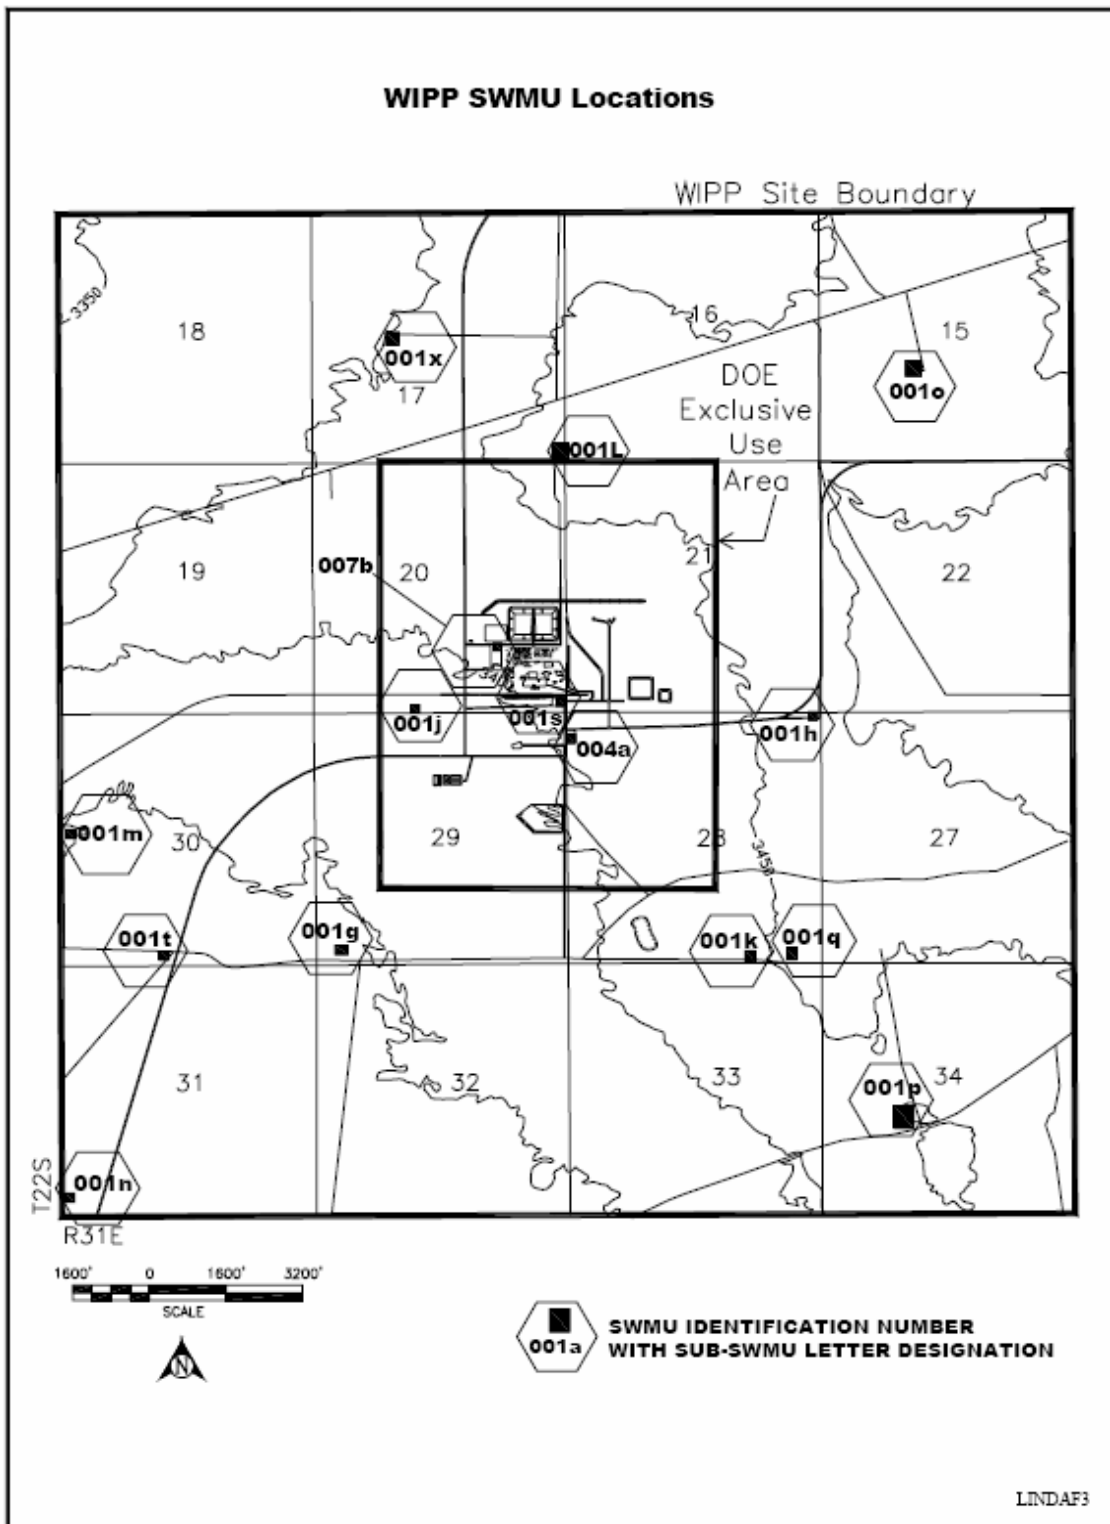 WIPP SWMU Locations
WIPP Site Boundary
3350
18
16
15
001x
17
DOE
Exclusive
Use
Area
001o
001L
19
007b
20
21
22
001j
001s
004a
001h
001m
30
29
28
27
3450
001t
001g
001k
001q
31
32
33
34
001p
001n
T22S
R31E
1600' 0 1600' 3200'
SCALE
N
001a
SWMU IDENTIFICATION NUMBER
WITH SUB-SWMU LETTER DESIGNATION
LINDAF3